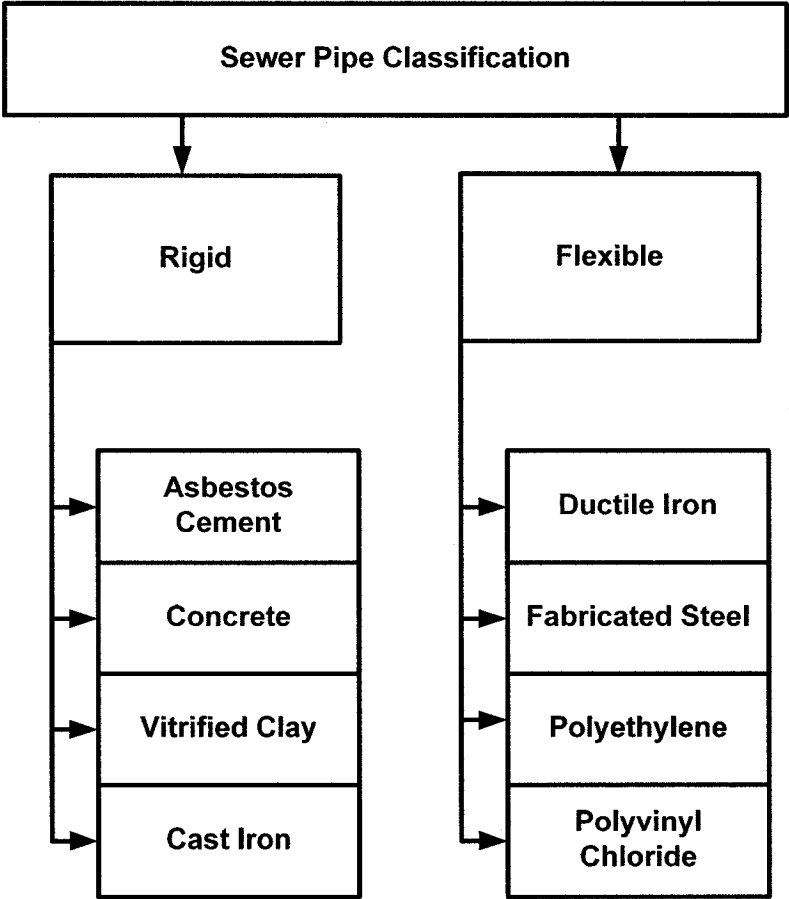 Sewer Pipe Classification
Rigid
Asbestos
Cement
Concrete
Vitrified Clay
Cast Iron
Flexible
Ductile Iron
Fabricated Steel
Polyethylene
Polyvinyl
Chloride